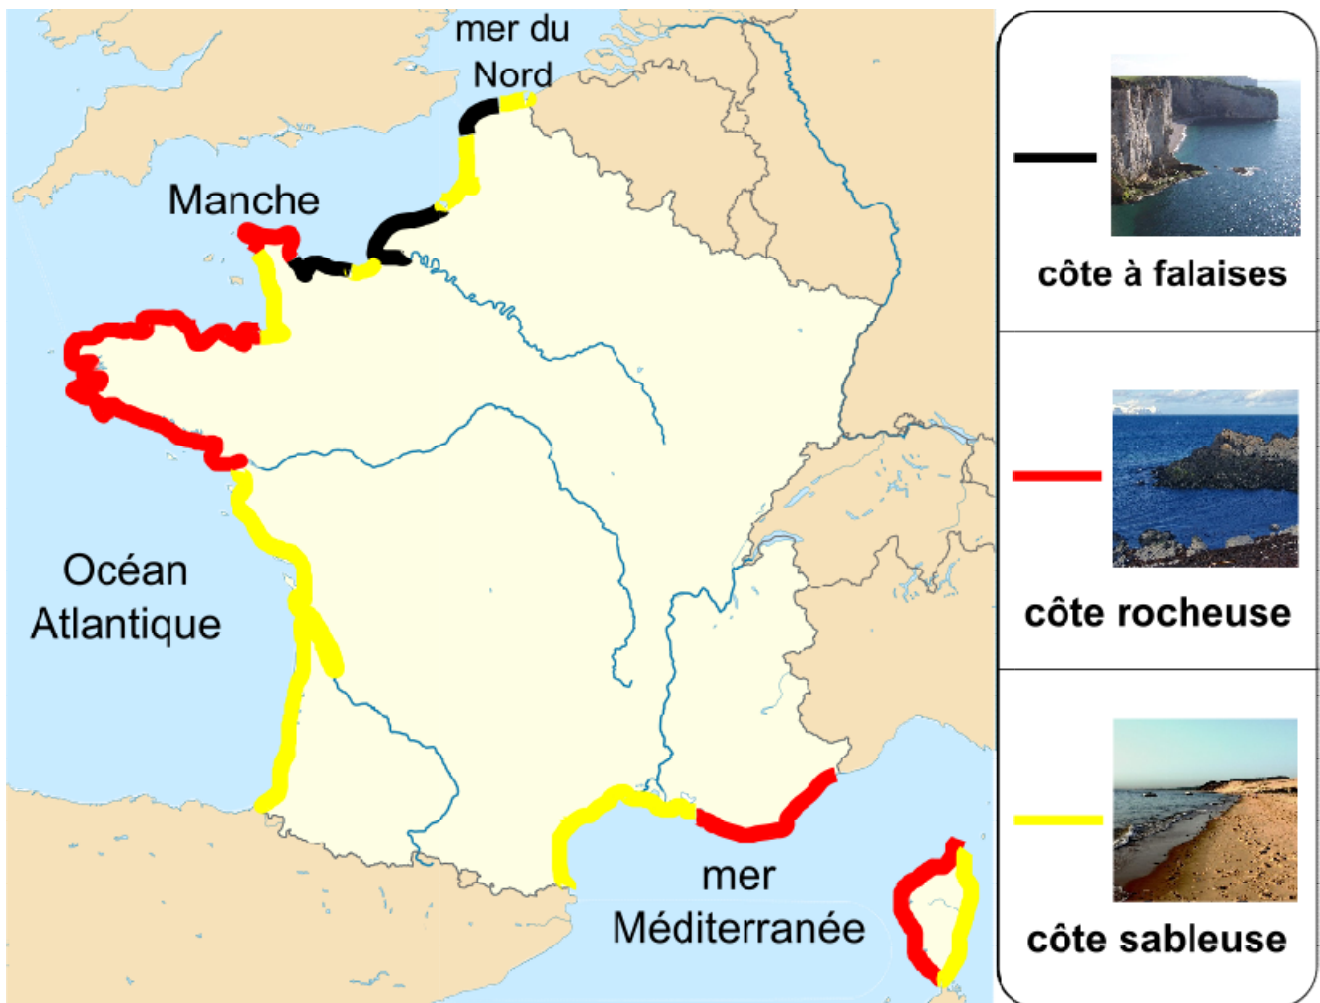 mer du
Nord
Manche
Océan
Atlantique
mer
Méditerranée
côte à falaises
côte rocheuse
côte sableuse